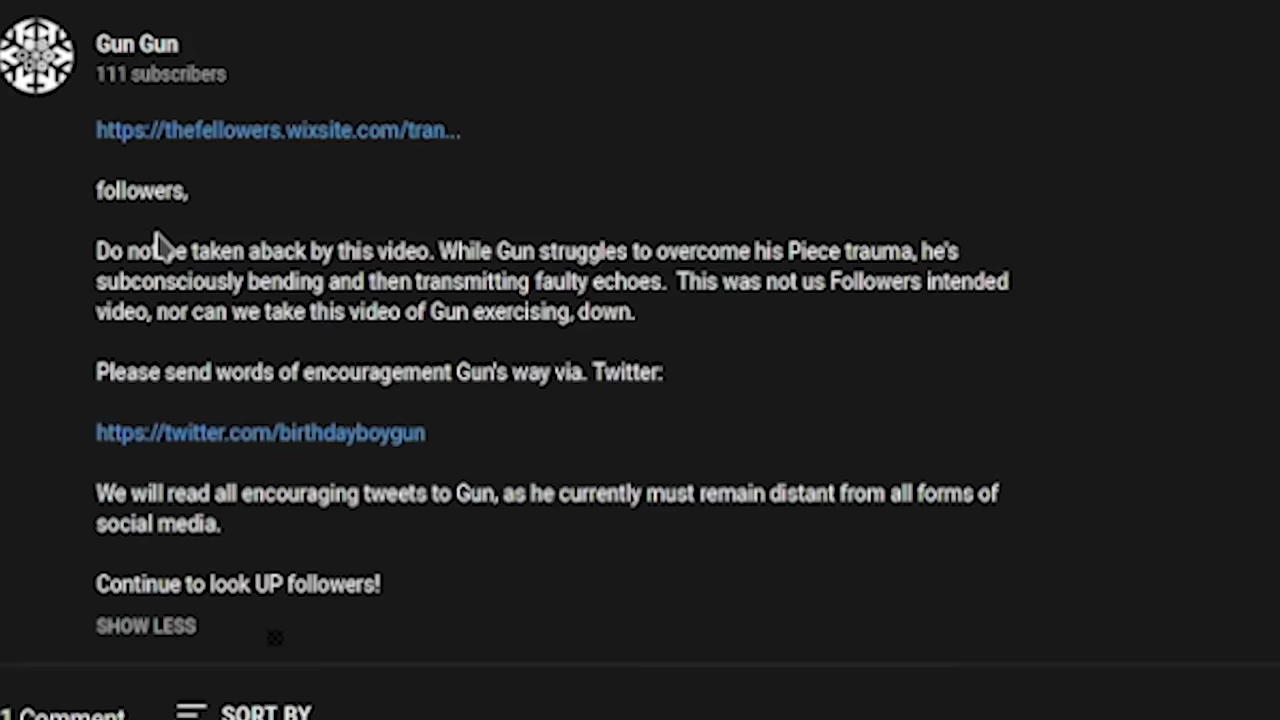 Gun Gun
111 subscribers
https://thefellowers.wixsite.com/tran...
followers,
Do not be taken aback by this video. While Gun struggles to overcome his Piece trauma, he's
subconsciously bending and then transmitting faulty echoes. This was not us Followers intended
video, nor can we take this video of Gun exercising, down.
Please send words of encouragement Gun's way via. Twitter:
https://twitter.com/birthdayboygun
We will read all encouraging tweets to Gun, as he currently must remain distant from all forms of
social media.
Continue to look UP followers!
SHOW LESS
1 Comment SORT BY